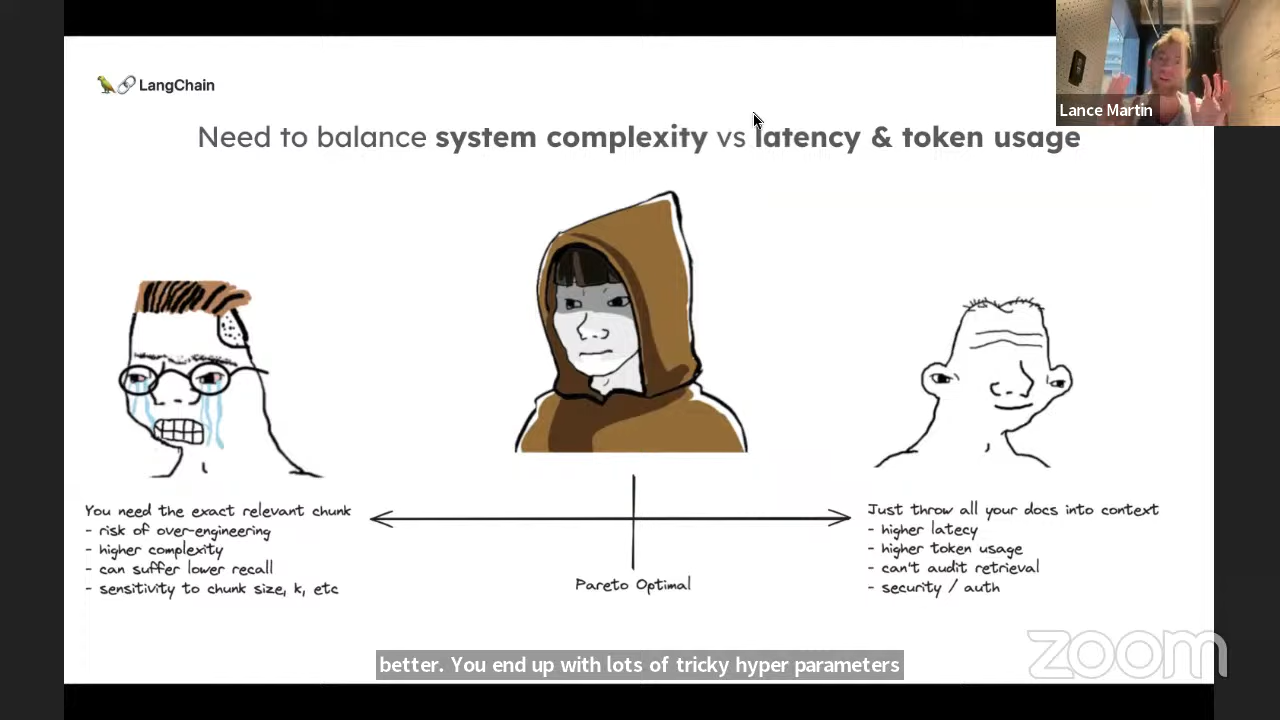 LangChain
Lance Martin
Need to balance system complexity vs latency & token usage
You need the exact relevant chunk
- risk of over-engineering
- higher complexity
- can suffer lower recall
- sensitivity to chunk size, k, etc
Pareto Optimal
Just throw all your docs into context
- higher latecy
- higher token usage
- can't audit retrieval
- security / auth
better. You end up with lots of tricky hyper parameters
zoom